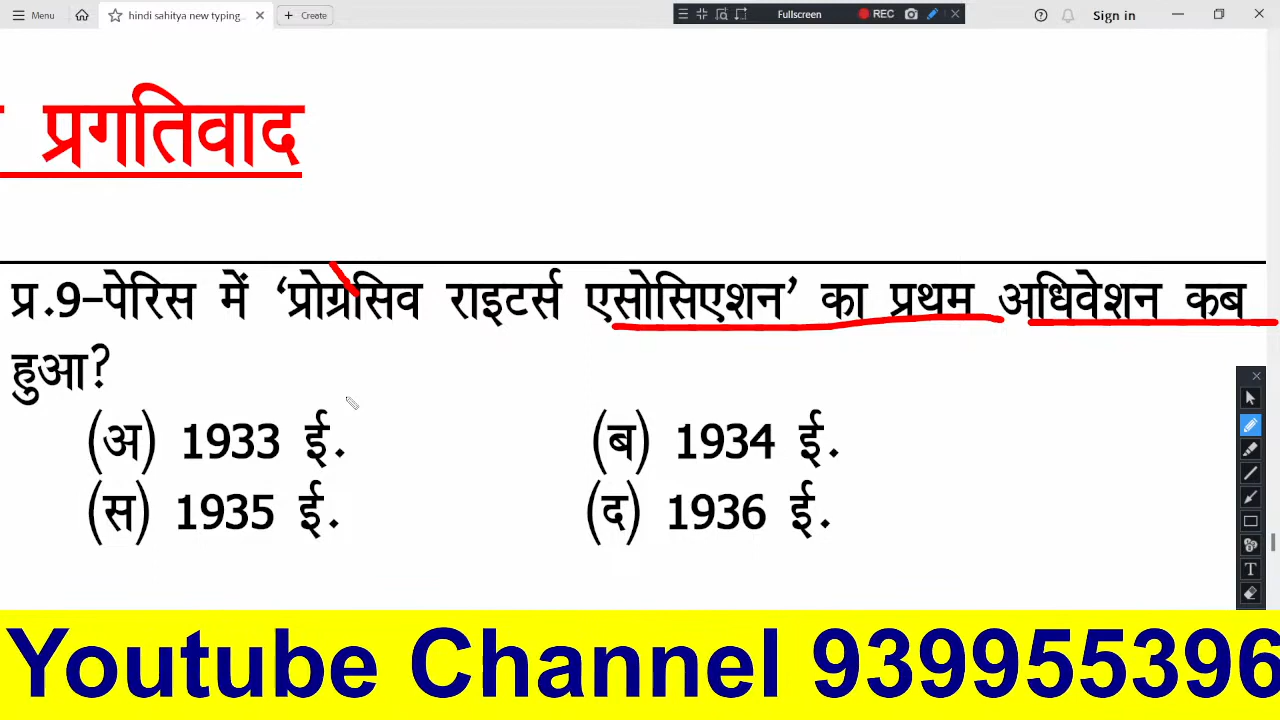 Menu
hindi sahitya new typing...
Create
Fullscreen
REC
Sign in
प्रगतिवाद
प्र.9-पेरिस में ‘प्रोग्रेसिव राइटर्स एसोसिएशन’ का प्रथम अधिवेशन कब
हुआ?
(अ) 1933 ई. (ब) 1934 ई.
(स) 1935 ई. (द) 1936 ई.
T
Youtube Channel 939955396